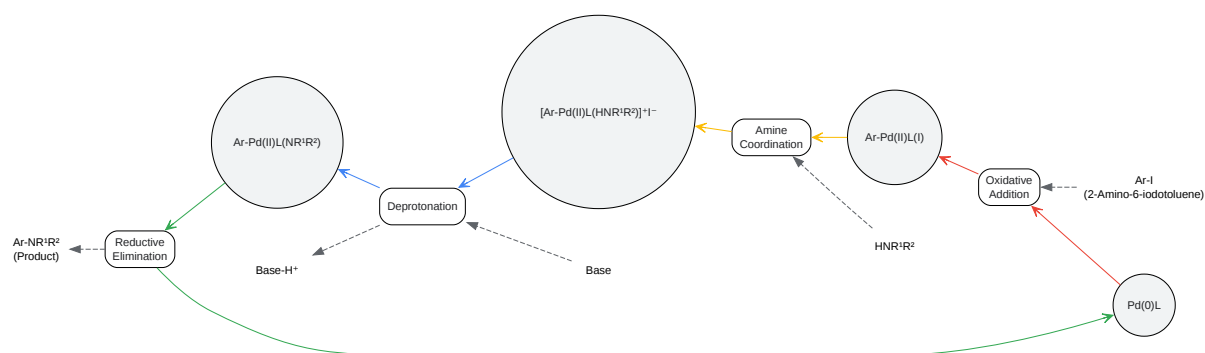 [Ar-Pd(II)L(HNR¹R²)]⁺I⁻
Amine
Coordination
Ar-Pd(II)L(I)
Ar-Pd(II)L(NR¹R²)
Oxidative
Addition
Ar-I
(2-Amino-6-iodotoluene)
Deprotonation
Ar-NR¹R²
(Product)
Reductive
Elimination
HNR¹R²
Base-H⁺
Base
Pd(0)L